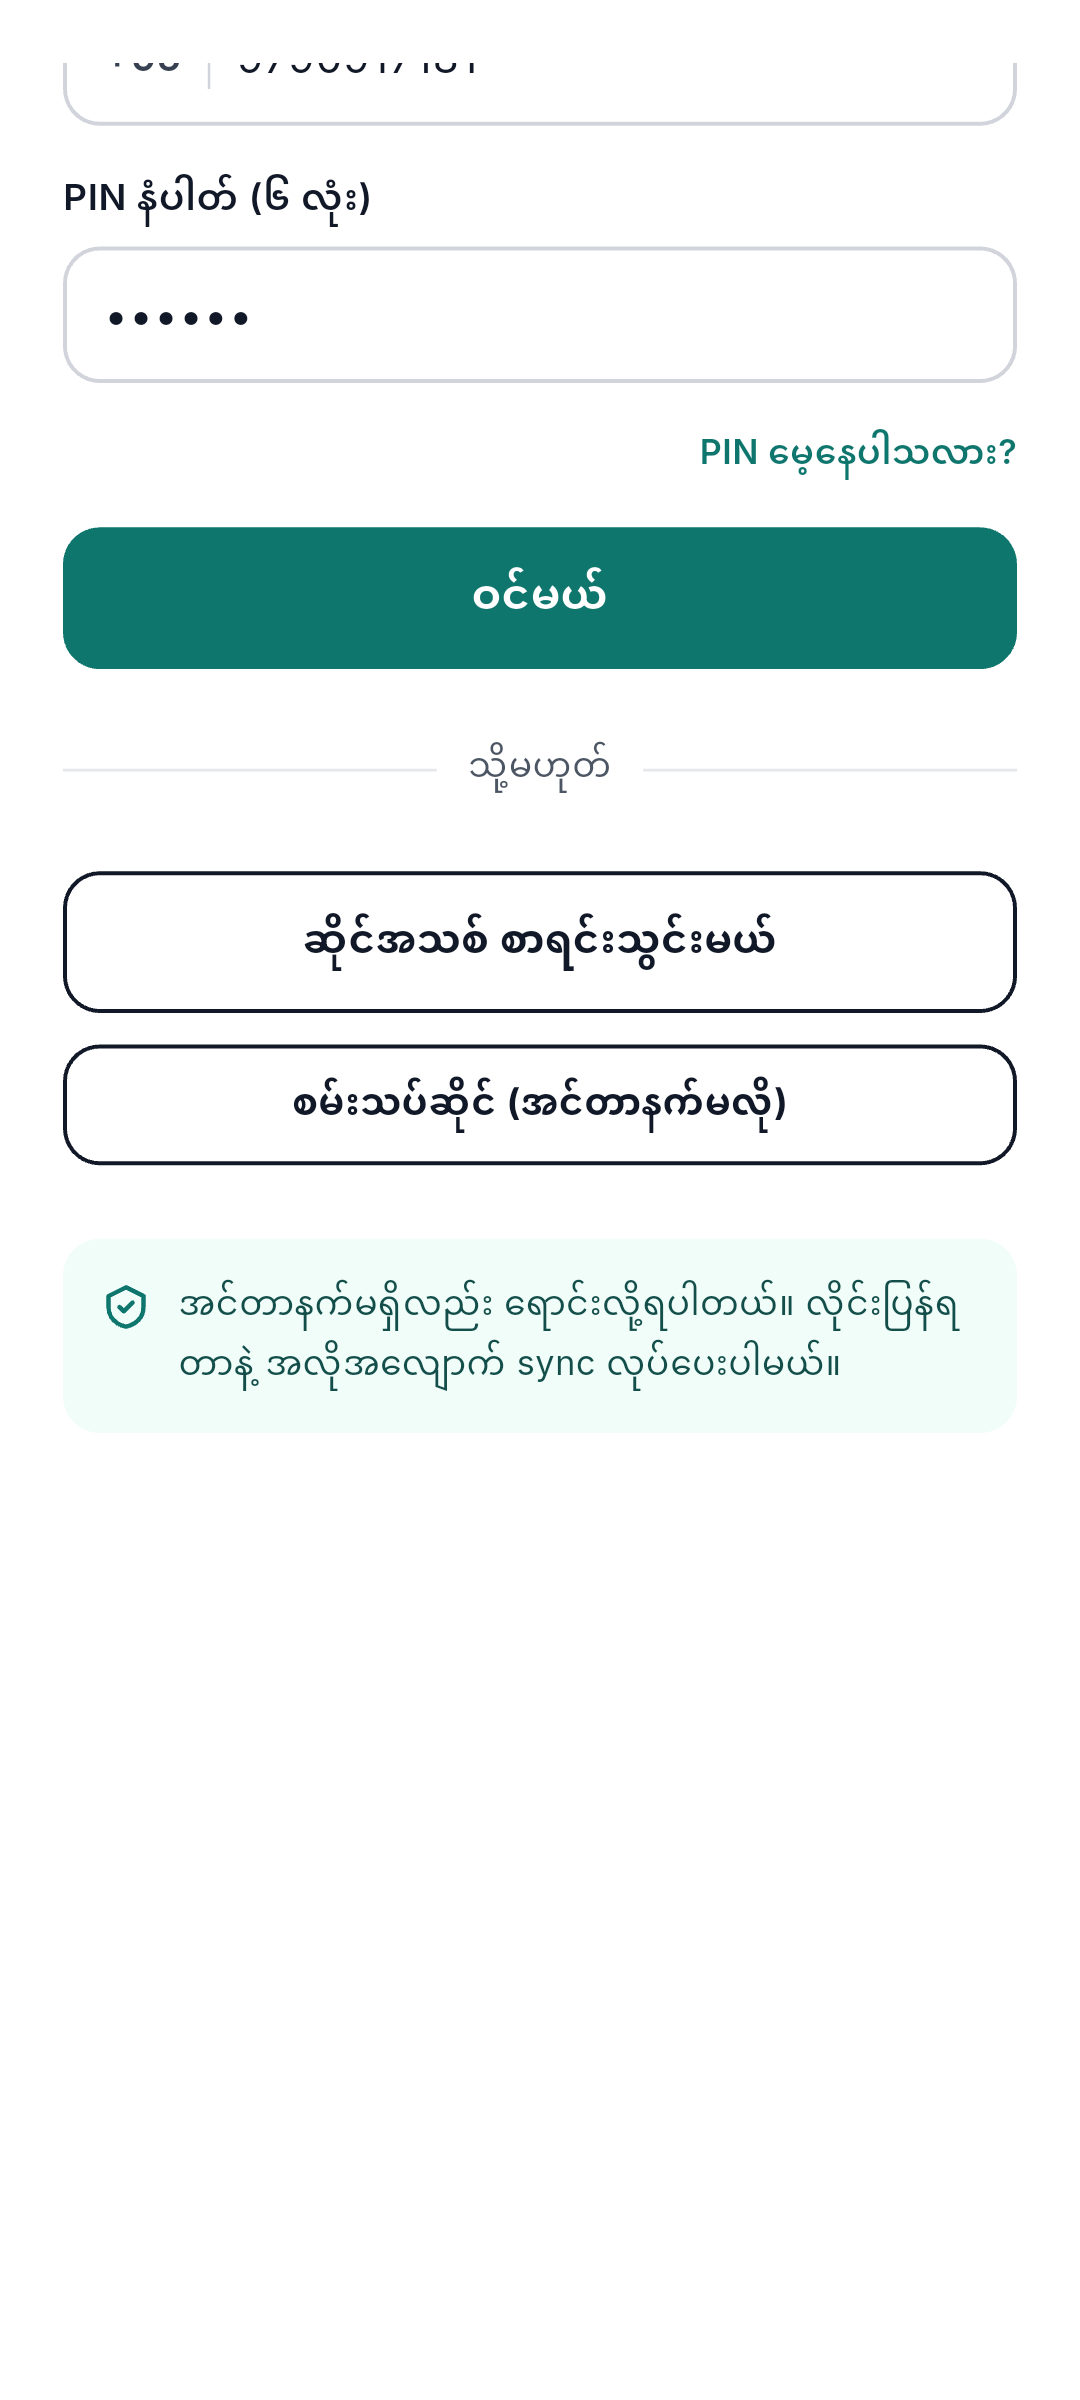 PIN နံပါတ် (၆ လုံး)
••••••
PIN မေ့နေပါသလား?
ဝင်မယ်
သို့မဟုတ်
ဆိုင်အသစ် စာရင်းသွင်းမယ်
စမ်းသပ်ဆိုင် (အင်တာနက်မလို)
အင်တာနက်မရှိလည်း ရောင်းလို့ရပါတယ်။ လိုင်းပြန်ရ
တာနဲ့ အလိုအလျောက် sync လုပ်ပေးပါမယ်။